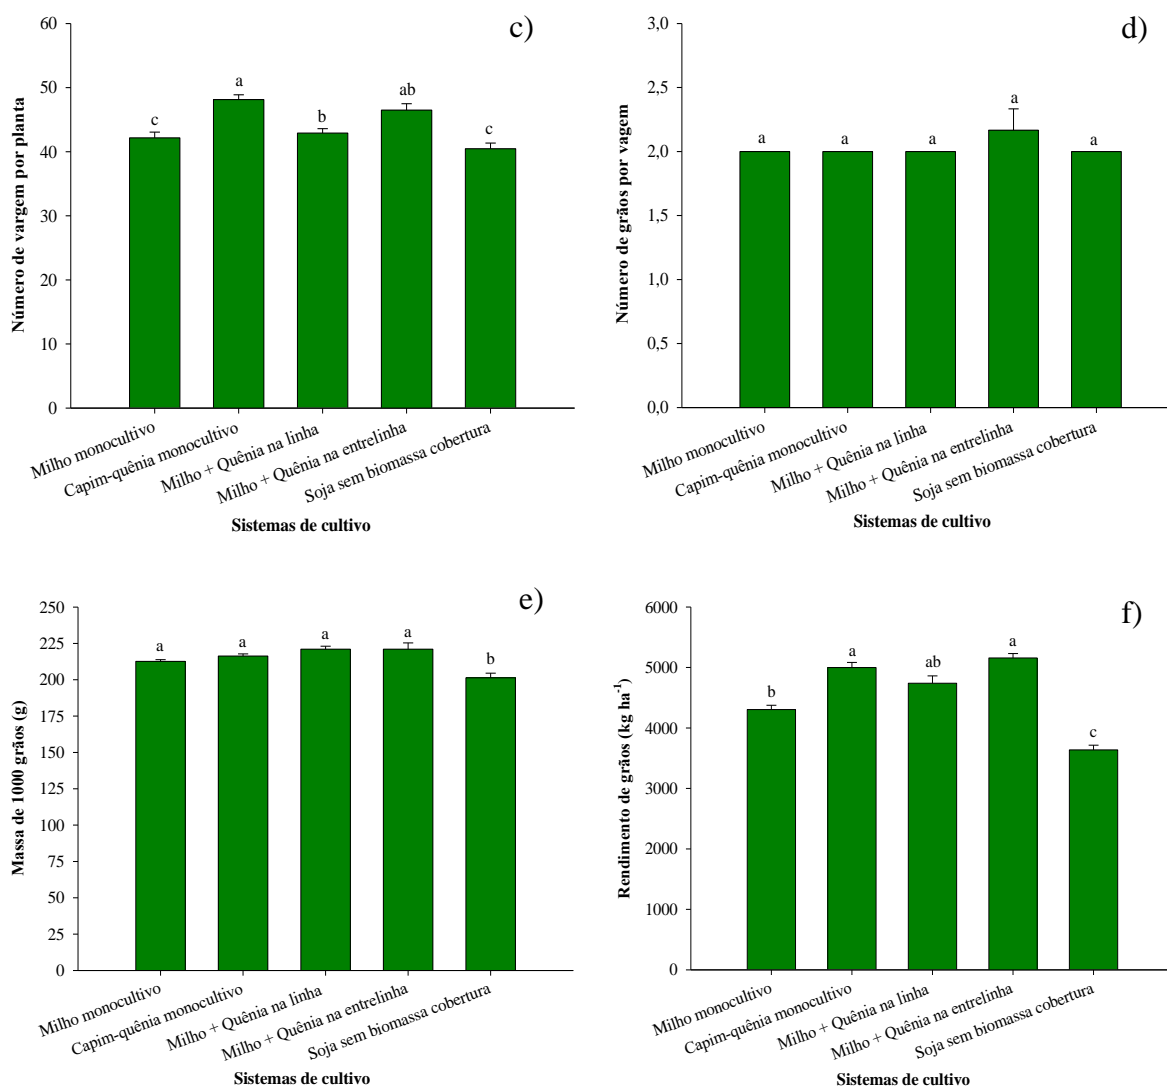 c)
Número de vargem por planta
60
50
40
30
20
10
0
c
a
b
ab
c
Milho monocultivo
Capim-quênia monocultivo
Milho + Quênia na linha
Milho + Quênia na entrelinha
Soja sem biomassa cobertura
Sistemas de cultivo
d)
Número de grãos por vagem
3,0
2,5
2,0
1,5
1,0
0,5
0,0
a
a
a
a
a
Milho monocultivo
Capim-quênia monocultivo
Milho + Quênia na linha
Milho + Quênia na entrelinha
Soja sem biomassa cobertura
Sistemas de cultivo
e)
Massa de 1000 grãos (g)
250
225
200
175
150
125
100
75
50
25
0
a
a
a
a
b
Milho monocultivo
Capim-quênia monocultivo
Milho + Quênia na linha
Milho + Quênia na entrelinha
Soja sem biomassa cobertura
Sistemas de cultivo
f)
Rendimento de grãos (kg ha⁻¹)
6000
5000
4000
3000
2000
1000
0
b
a
ab
a
c
Milho monocultivo
Capim-quênia monocultivo
Milho + Quênia na linha
Milho + Quênia na entrelinha
Soja sem biomassa cobertura
Sistemas de cultivo